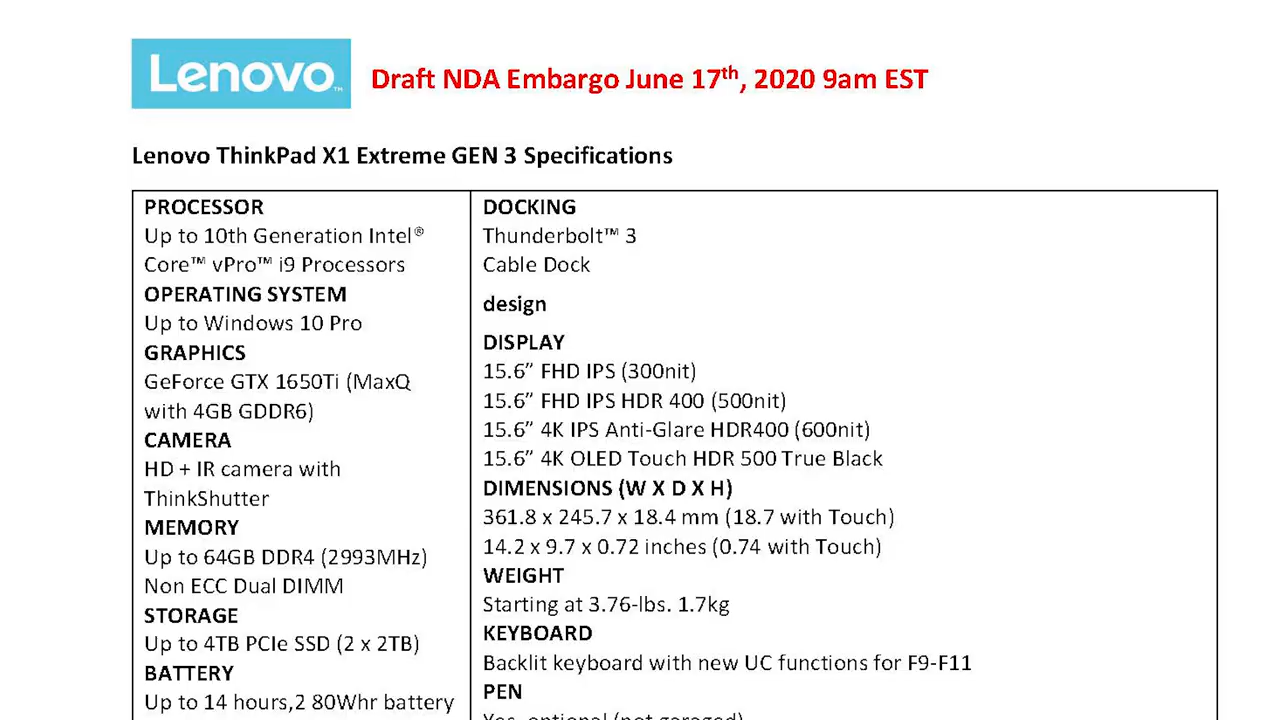 Lenovo™
Draft NDA Embargo June 17th, 2020 9am EST
Lenovo ThinkPad X1 Extreme GEN 3 Specifications
PROCESSOR
Up to 10th Generation Intel®
Core™ vPro™ i9 Processors
OPERATING SYSTEM
Up to Windows 10 Pro
GRAPHICS
GeForce GTX 1650Ti (MaxQ
with 4GB GDDR6)
CAMERA
HD + IR camera with
ThinkShutter
MEMORY
Up to 64GB DDR4 (2993MHz)
Non ECC Dual DIMM
STORAGE
Up to 4TB PCIe SSD (2 x 2TB)
BATTERY
Up to 14 hours,2 80Whr battery
DOCKING
Thunderbolt™ 3
Cable Dock
design
DISPLAY
15.6” FHD IPS (300nit)
15.6” FHD IPS HDR 400 (500nit)
15.6” 4K IPS Anti-Glare HDR400 (600nit)
15.6” 4K OLED Touch HDR 500 True Black
DIMENSIONS (W X D X H)
361.8 x 245.7 x 18.4 mm (18.7 with Touch)
14.2 x 9.7 x 0.72 inches (0.74 with Touch)
WEIGHT
Starting at 3.76-lbs. 1.7kg
KEYBOARD
Backlit keyboard with new UC functions for F9-F11
PEN
Yes, optional (not garaged)